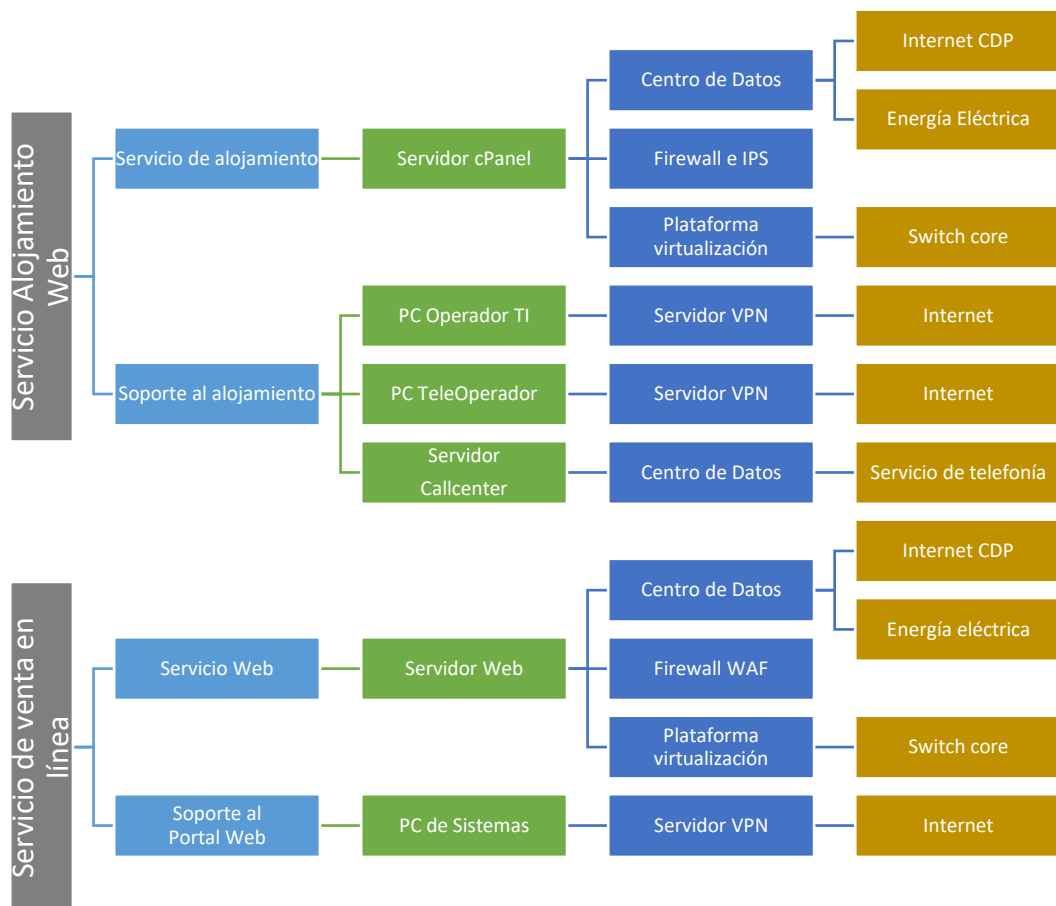 Servicio Alojamiento
Web
Servicio de alojamiento
Servidor cPanel
Centro de Datos
Internet CDP
Energía Eléctrica
Firewall e IPS
Plataforma
virtualización
Switch core
Soporte al alojamiento
PC Operador TI
Servidor VPN
Internet
PC TeleOperador
Servidor VPN
Internet
Servidor
Callcenter
Centro de Datos
Servicio de telefonía
Servicio de venta en
línea
Servicio Web
Servidor Web
Centro de Datos
Internet CDP
Energía eléctrica
Firewall WAF
Plataforma
virtualización
Switch core
Soporte al
Portal Web
PC de Sistemas
Servidor VPN
Internet